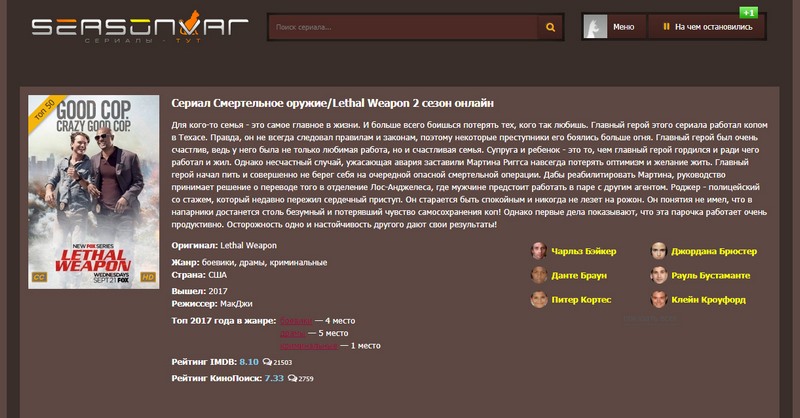 SEASONVAR
СЕРИАЛЫ - ТУТ
Поиск сериала...
Меню
На чем остановились
+1
топ 50
GOOD COP.
CRAZY GOOD COP.
NEW FOX SERIES
LETHAL
WEAPON
WEDNESDAYS
SEPT 21 FOX
CC
HD
Сериал Смертельное оружие/Lethal Weapon 2 сезон онлайн
Для кого-то семья - это самое главное в жизни. И больше всего боишься потерять тех, кого так любишь. Главный герой этого сериала работал копом
в Техасе. Правда, он не всегда следовал правилам и законам, поэтому некоторые преступники его боялись больше огня. Главный герой был очень
счастлив, ведь у него была не только любимая работа, но и счастливая семья. Супруга и ребенок - это то, чем главный герой гордился и ради чего
работал и жил. Однако несчастный случай, ужасающая авария заставили Мартина Риггса навсегда потерять оптимизм и желание жить. Главный
герой начал пить и совершенно не берег себя на очередной опасной смертельной операции. Дабы реабилитировать Мартина, руководство
принимает решение о переводе того в отделение Лос-Анджелеса, где мужчине предстоит работать в паре с другим агентом. Роджер - полицейский
со стажем, который недавно пережил сердечный приступ. Он старается быть спокойным и никогда не лезет на рожон. Он понятия не имел, что в
напарники достанется столь безумный и потерявший чувство самосохранения коп! Однако первые дела показывают, что эта парочка работает очень
продуктивно. Осторожность одно и настойчивость другого дают свои результаты!
Оригинал: Lethal Weapon
Жанр: боевики, драмы, криминальные
Страна: США
Вышел: 2017
Режиссер: МакДжи
Топ 2017 года в жанре: боевики — 4 место
драмы — 5 место
криминальные — 1 место
Рейтинг IMDB: 8.10 21503
Рейтинг КиноПоиск: 7.33 2759
Чарльз Бэйкер
Джордана Брюстер
Данте Браун
Рауль Бустаманте
Питер Кортес
Клейн Кроуфорд